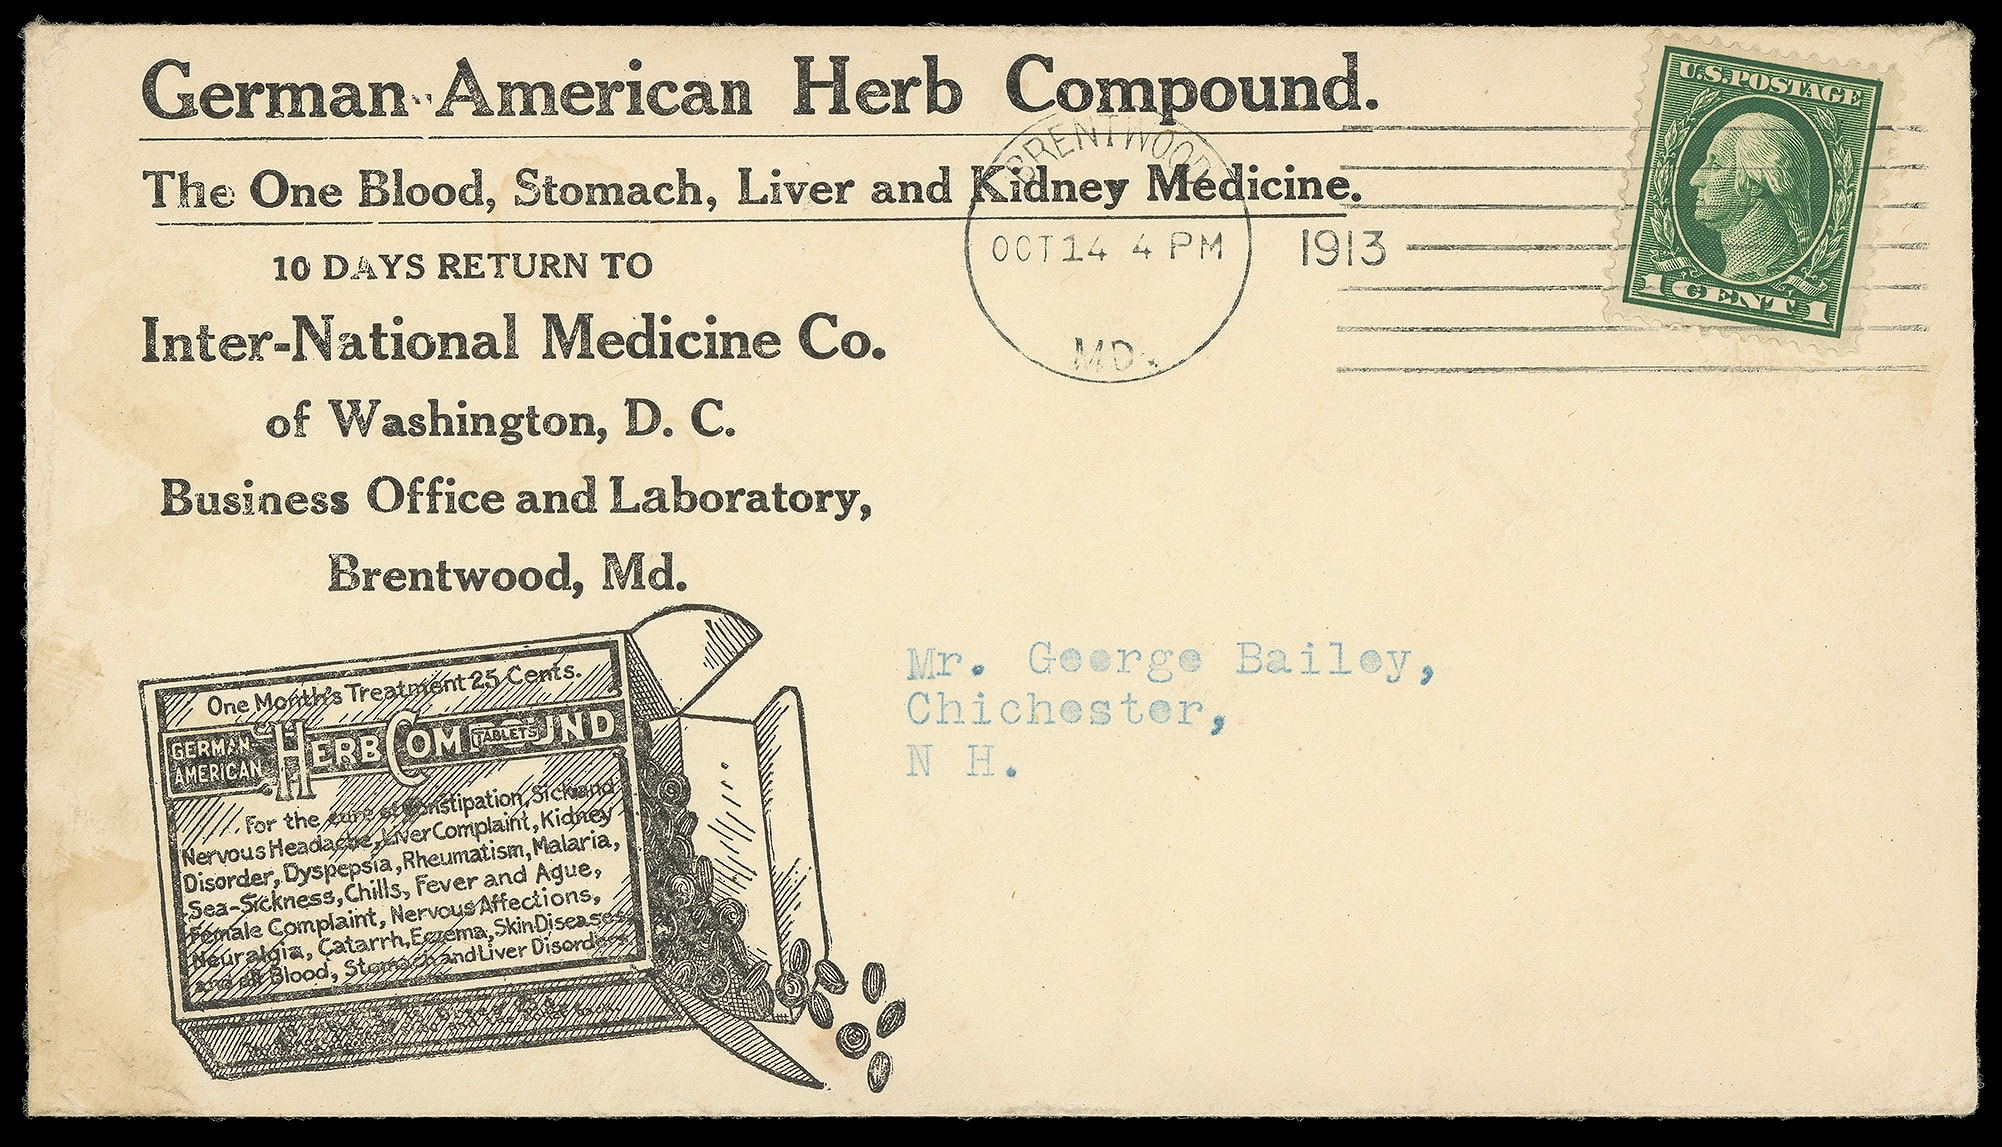 German-American Herb Compound.
The One Blood, Stomach, Liver and Kidney Medicine.
10 DAYS RETURN TO
Inter-National Medicine Co.
of Washington, D. C.
Business Office and Laboratory,
Brentwood, Md.
BRENTWOOD
OCT 14 4 PM 1913
MD.
U.S. POSTAGE
1 CENT 1
Mr. George Bailey,
Chichester,
N H.
One Month's Treatment 25 Cents.
GERMAN-
AMERICAN
HERB COMPOUND
TABLETS
For the cure of Constipation, Sick and
Nervous Headache, Liver Complaint, Kidney
Disorder, Dyspepsia, Rheumatism, Malaria,
Sea-Sickness, Chills, Fever and Ague,
Female Complaint, Nervous Affections,
Neuralgia, Catarrh, Eczema, Skin Diseases
and all Blood, Stomach and Liver Disorders